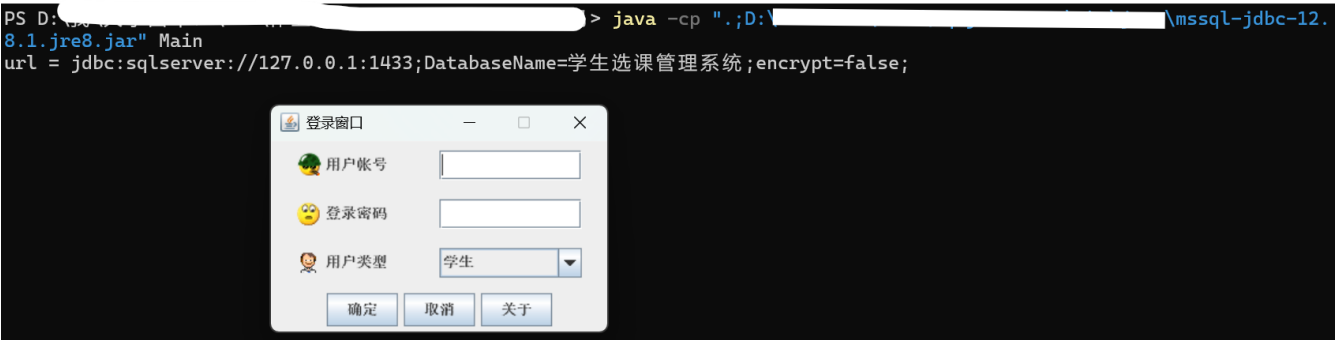 PS D:\
> java -cp ".;D:\
\mssql-jdbc-12.
8.1.jre8.jar" Main
url = jdbc:sqlserver://127.0.0.1:1433;DatabaseName=学生选课管理系统;encrypt=false;
登录窗口
用户帐号
登录密码
用户类型
学生
确定 取消 关于